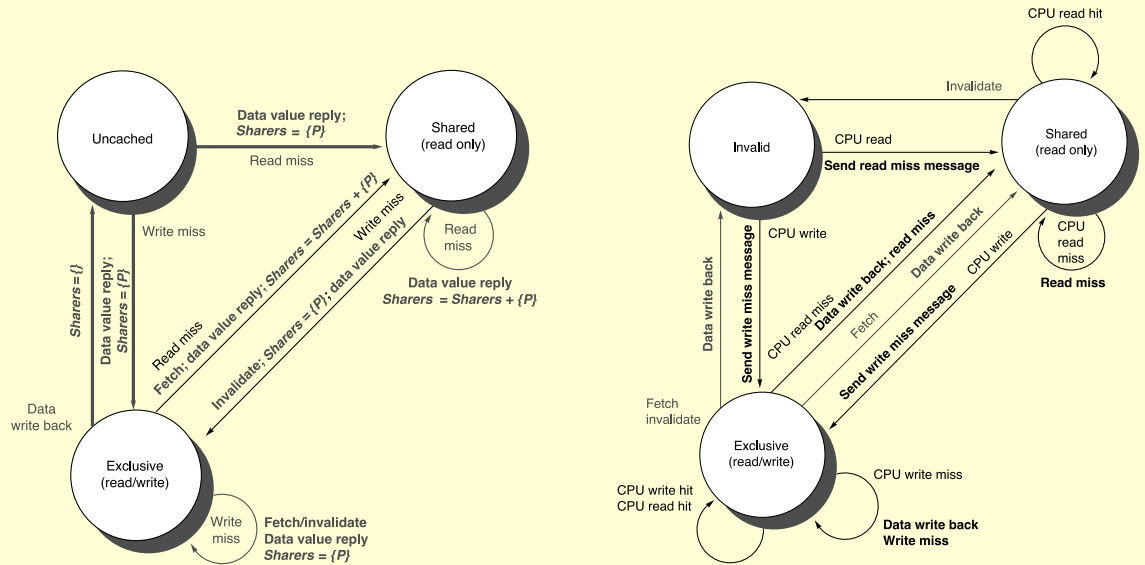 Uncached
Data value reply;
Sharers = {P}
Read miss
Shared
(read only)
Write miss
Sharers = {}
Data value reply;
Sharers = {P}
Read miss
Fetch; data value reply; Sharers = Sharers + {P}
Write miss
Invalidate; Sharers = {P}; data value reply
Read
miss
Data value reply
Sharers = Sharers + {P}
Data
write back
Exclusive
(read/write)
Write
miss
Fetch/invalidate
Data value reply
Sharers = {P}
CPU read hit
Invalidate
Invalid
CPU read
Send read miss message
Shared
(read only)
CPU write
Send write miss message
Data write back
CPU read miss
Data write back; read miss
Fetch
Data write back
CPU write
Send write miss message
CPU
read
miss
Read miss
Fetch
invalidate
Exclusive
(read/write)
CPU write hit
CPU read hit
CPU write miss
Data write back
Write miss